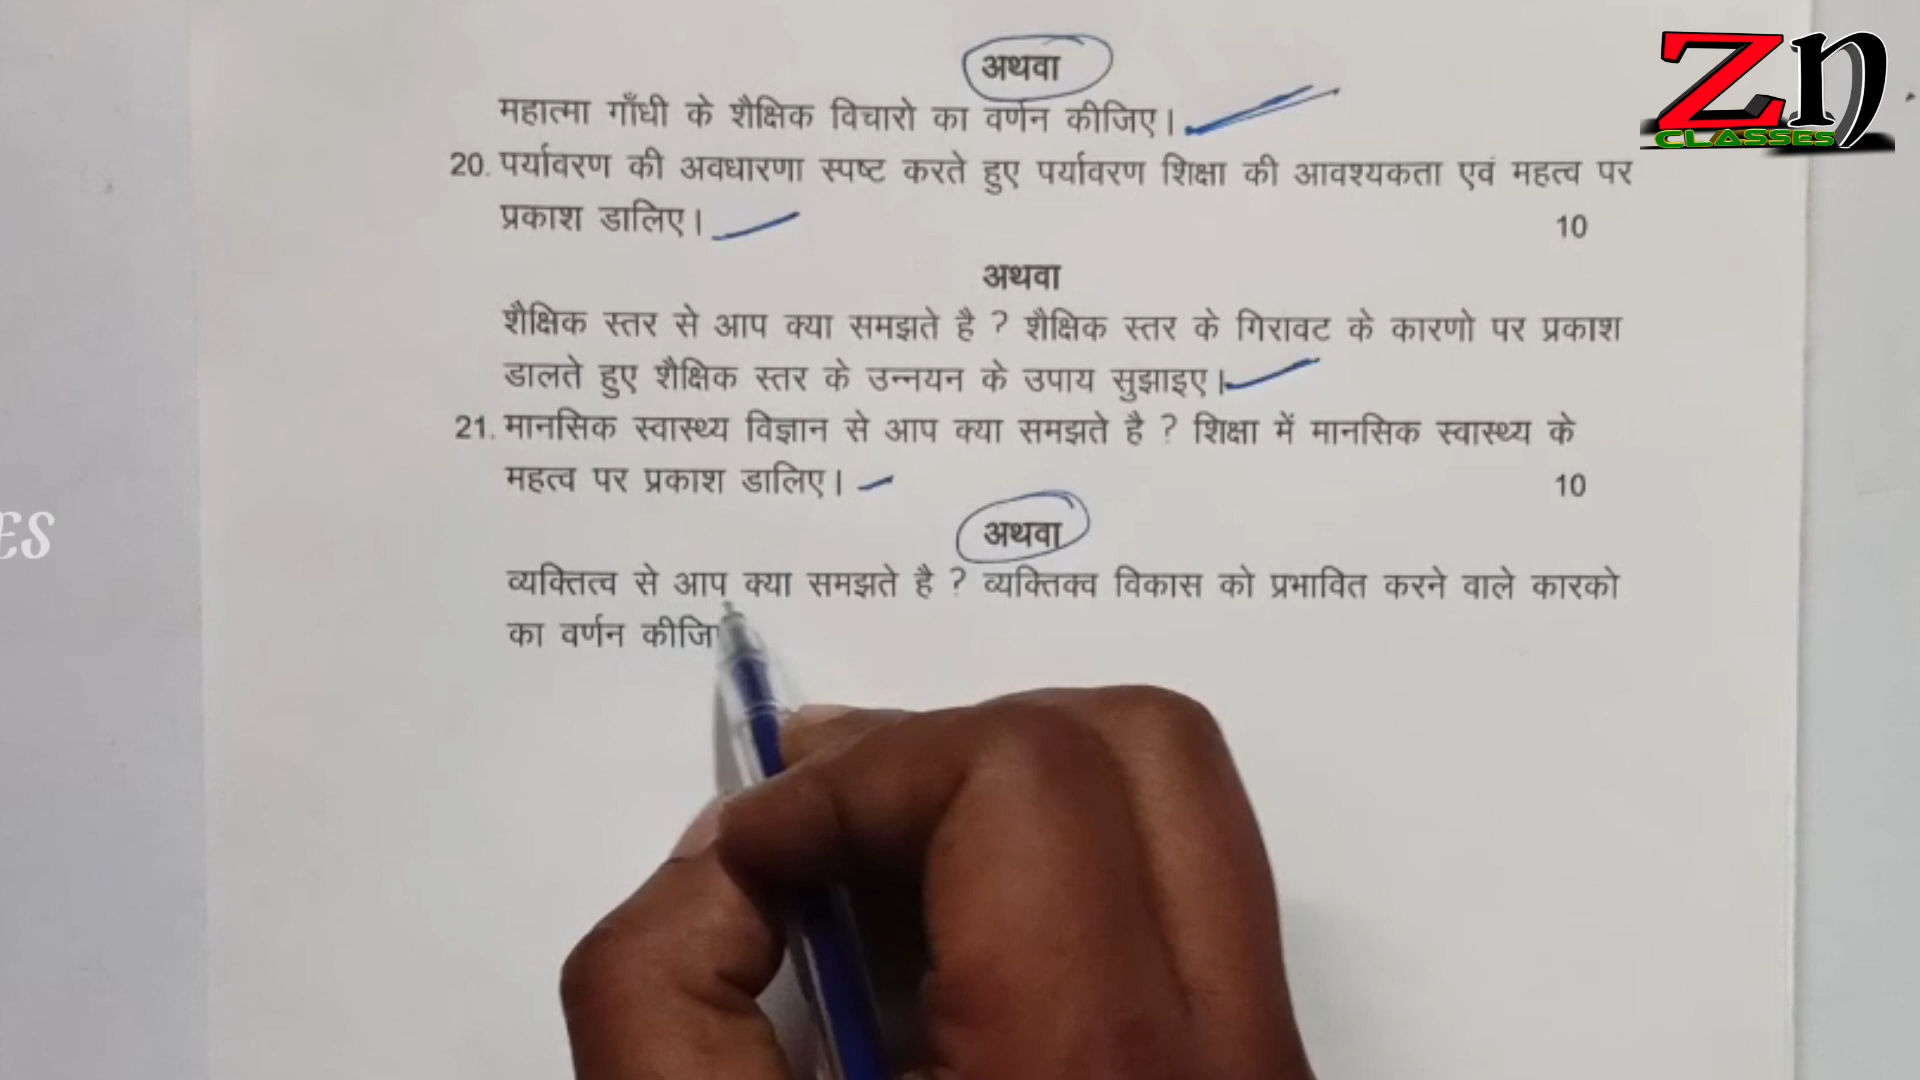 अथवा
महात्मा गाँधी के शैक्षिक विचारो का वर्णन कीजिए।
20. पर्यावरण की अवधारणा स्पष्ट करते हुए पर्यावरण शिक्षा की आवश्यकता एवं महत्व पर
प्रकाश डालिए।
10
अथवा
शैक्षिक स्तर से आप क्या समझते है ? शैक्षिक स्तर के गिरावट के कारणो पर प्रकाश
डालते हुए शैक्षिक स्तर के उन्नयन के उपाय सुझाइए।
21. मानसिक स्वास्थ्य विज्ञान से आप क्या समझते है ? शिक्षा में मानसिक स्वास्थ्य के
महत्व पर प्रकाश डालिए।
10
अथवा
व्यक्तित्व से आप क्या समझते है ? व्यक्तिक्व विकास को प्रभावित करने वाले कारको
का वर्णन कीजि
Zn
CLASSES
ES